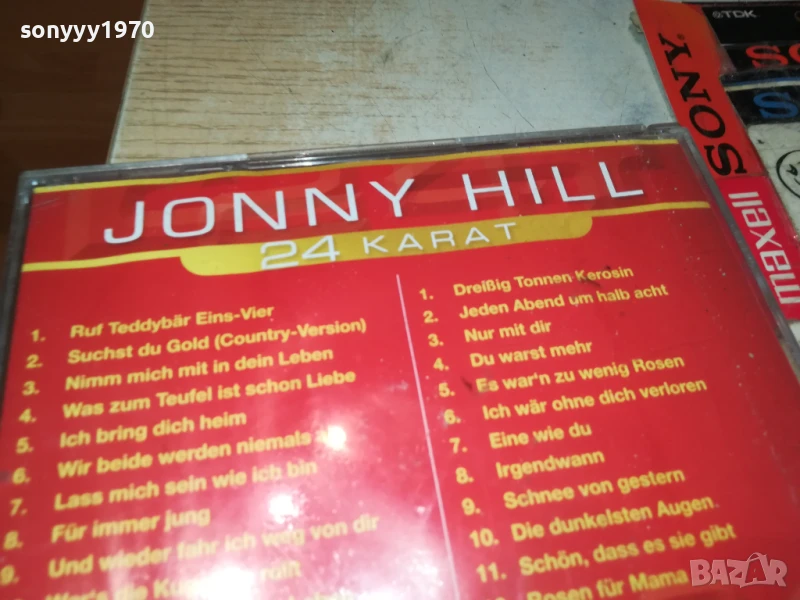 sonyyy1970
TDK
SONY
maxell
JONNY HILL
24 KARAT
1. Ruf Teddybär Eins-Vier
2. Suchst du Gold (Country-Version)
3. Nimm mich mit in dein Leben
4. Was zum Teufel ist schon Liebe
5. Ich bring dich heim
6. Wir beide werden niemals
7. Lass mich sein wie ich bin
8. Für immer jung
9. Und wieder fahr ich weg von dir
1. Dreißig Tonnen Kerosin
2. Jeden Abend um halb acht
3. Nur mit dir
4. Du warst mehr
5. Es war'n zu wenig Rosen
6. Ich wär ohne dich verloren
7. Eine wie du
8. Irgendwann
9. Schnee von gestern
10. Die dunkelsten Augen
11. Schön, dass es sie gibt
Rosen für Mama
BAZAR